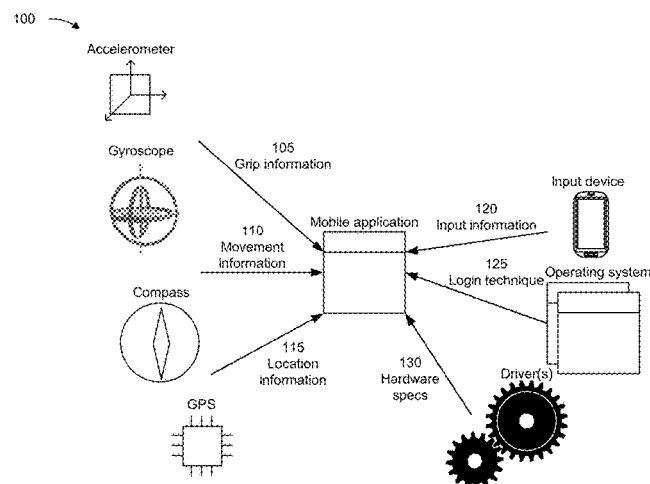 100
Accelerometer
Gyroscope
Compass
GPS
105
Grip information
110
Movement
information
115
Location
information
Mobile application
120
Input information
125
Login technique
130
Hardware
specs
Input device
Operating system
Driver(s)